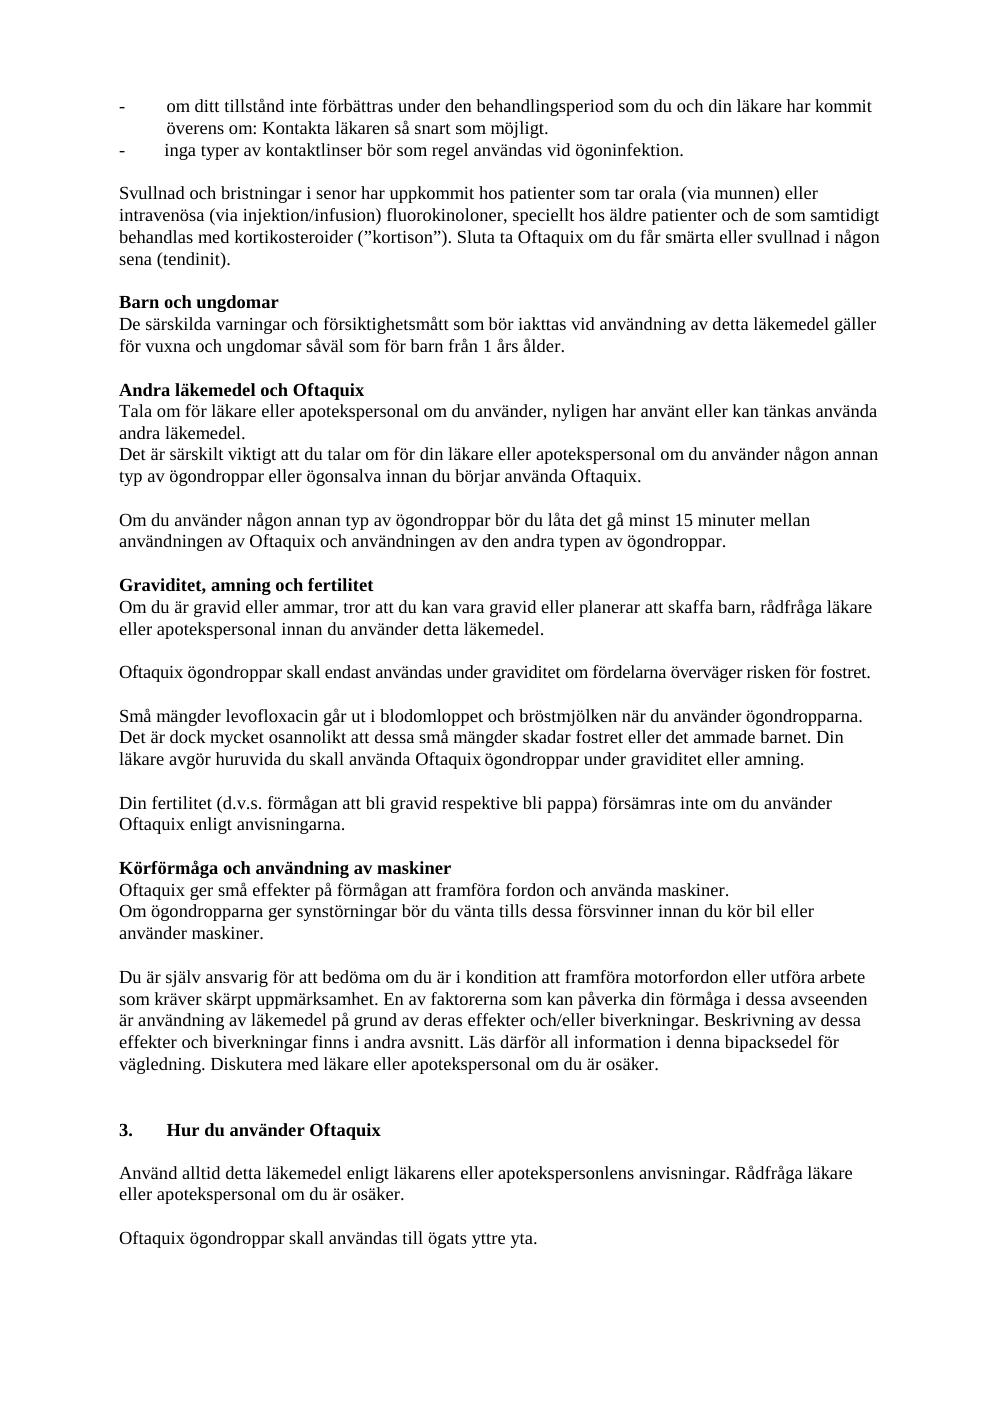 - om ditt tillstånd inte förbättras under den behandlingsperiod som du och din läkare har kommit
överens om: Kontakta läkaren så snart som möjligt.
- inga typer av kontaktlinser bör som regel användas vid ögoninfektion.
Svullnad och bristningar i senor har uppkommit hos patienter som tar orala (via munnen) eller
intravenösa (via injektion/infusion) fluorokinoloner, speciellt hos äldre patienter och de som samtidigt
behandlas med kortikosteroider (”kortison”). Sluta ta Oftaquix om du får smärta eller svullnad i någon
sena (tendinit).
Barn och ungdomar
De särskilda varningar och försiktighetsmått som bör iakttas vid användning av detta läkemedel gäller
för vuxna och ungdomar såväl som för barn från 1 års ålder.
Andra läkemedel och Oftaquix
Tala om för läkare eller apotekspersonal om du använder, nyligen har använt eller kan tänkas använda
andra läkemedel.
Det är särskilt viktigt att du talar om för din läkare eller apotekspersonal om du använder någon annan
typ av ögondroppar eller ögonsalva innan du börjar använda Oftaquix.
Om du använder någon annan typ av ögondroppar bör du låta det gå minst 15 minuter mellan
användningen av Oftaquix och användningen av den andra typen av ögondroppar.
Graviditet, amning och fertilitet
Om du är gravid eller ammar, tror att du kan vara gravid eller planerar att skaffa barn, rådfråga läkare
eller apotekspersonal innan du använder detta läkemedel.
Oftaquix ögondroppar skall endast användas under graviditet om fördelarna överväger risken för fostret.
Små mängder levofloxacin går ut i blodomloppet och bröstmjölken när du använder ögondropparna.
Det är dock mycket osannolikt att dessa små mängder skadar fostret eller det ammade barnet. Din
läkare avgör huruvida du skall använda Oftaquix ögondroppar under graviditet eller amning.
Din fertilitet (d.v.s. förmågan att bli gravid respektive bli pappa) försämras inte om du använder
Oftaquix enligt anvisningarna.
Körförmåga och användning av maskiner
Oftaquix ger små effekter på förmågan att framföra fordon och använda maskiner.
Om ögondropparna ger synstörningar bör du vänta tills dessa försvinner innan du kör bil eller
använder maskiner.
Du är själv ansvarig för att bedöma om du är i kondition att framföra motorfordon eller utföra arbete
som kräver skärpt uppmärksamhet. En av faktorerna som kan påverka din förmåga i dessa avseenden
är användning av läkemedel på grund av deras effekter och/eller biverkningar. Beskrivning av dessa
effekter och biverkningar finns i andra avsnitt. Läs därför all information i denna bipacksedel för
vägledning. Diskutera med läkare eller apotekspersonal om du är osäker.
3. Hur du använder Oftaquix
Använd alltid detta läkemedel enligt läkarens eller apotekspersonlens anvisningar. Rådfråga läkare
eller apotekspersonal om du är osäker.
Oftaquix ögondroppar skall användas till ögats yttre yta.